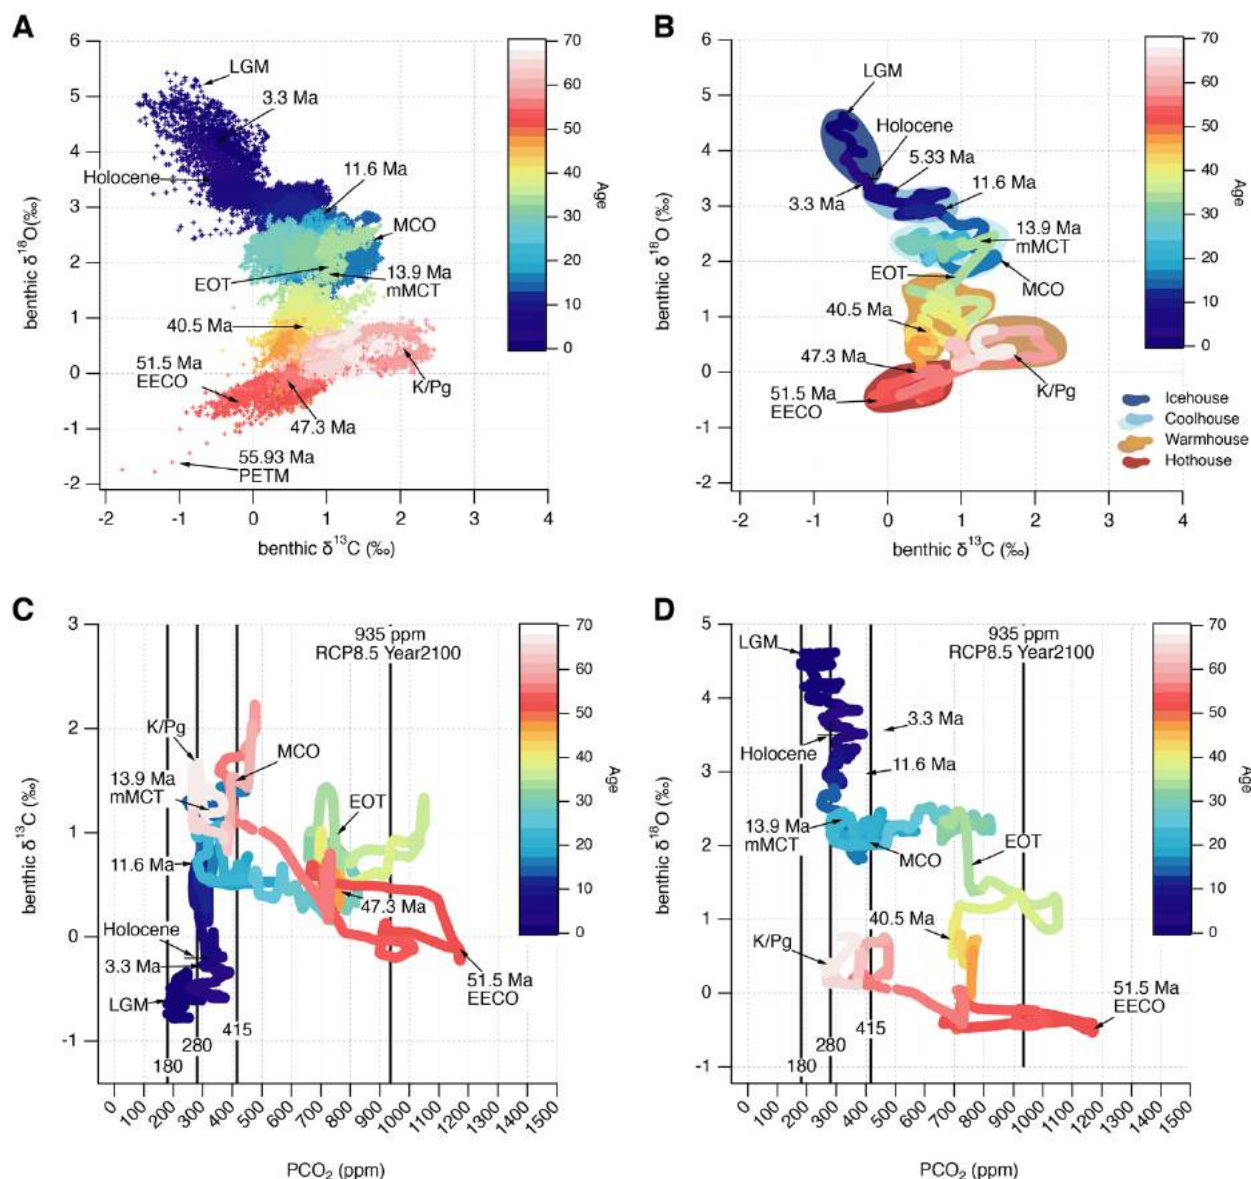 A
6
5
4
3
2
1
0
-1
-2
benthic δ18O(‰)
-2 -1 0 1 2 3 4
benthic δ13C (‰)
LGM
3.3 Ma
Holocene
11.6 Ma
MCO
13.9 Ma
mMCT
EOT
40.5 Ma
51.5 Ma
EECO
K/Pg
47.3 Ma
55.93 Ma
PETM
70
60
50
40
30
20
10
0
Age
B
6
5
4
3
2
1
0
-1
-2
benthic δ18O (‰)
-2 -1 0 1 2 3 4
benthic δ13C (‰)
LGM
Holocene
5.33 Ma
11.6 Ma
3.3 Ma
13.9 Ma
mMCT
EOT
MCO
40.5 Ma
47.3 Ma
K/Pg
51.5 Ma
EECO
70
60
50
40
30
20
10
0
Age
Icehouse
Coolhouse
Warmhouse
Hothouse
C
3
2
1
0
-1
benthic δ13C (‰)
935 ppm
RCP8.5 Year2100
K/Pg
MCO
13.9 Ma
mMCT
EOT
11.6 Ma
47.3 Ma
Holocene
3.3 Ma
51.5 Ma
EECO
LGM
415
280
180
0 100 200 300 400 500 600 700 800 900 1000 1100 1200 1300 1400 1500
PCO2 (ppm)
70
60
50
40
30
20
10
0
Age
D
5
4
3
2
1
0
-1
benthic δ18O (‰)
LGM
935 ppm
RCP8.5 Year2100
3.3 Ma
Holocene
11.6 Ma
13.9 Ma
mMCT
MCO
EOT
40.5 Ma
K/Pg
51.5 Ma
EECO
415
280
180
0 100 200 300 400 500 600 700 800 900 1000 1100 1200 1300 1400 1500
PCO2 (ppm)
70
60
50
40
30
20
10
0
Age